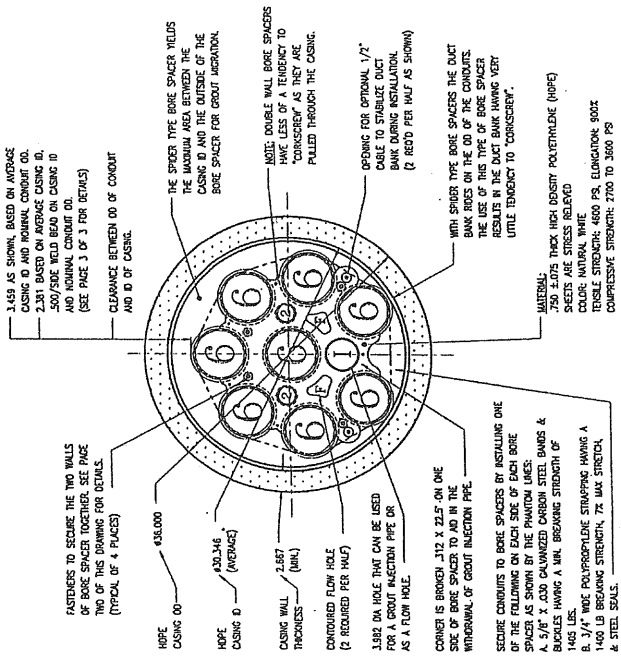 3.459 AS SHOWN, BASED ON AVERAGE
CASING ID AND NOMINAL CONDUIT OD.
2.381 BASED ON AVERAGE CASING ID,
.500/SIDE WELD BEAD ON CASING ID
AND NOMINAL CONDUIT OD.
(SEE PAGE 3 OF 3 FOR DETAILS)
CLEARANCE BETWEEN OD OF CONDUIT
AND ID OF CASING.
THE SPIDER TYPE BORE SPACER YIELDS
THE MAXIMUM AREA BETWEEN THE
CASING ID AND THE OUTSIDE OF THE
BORE SPACER FOR GROUT MIGRATION.
NOTE: DOUBLE WALL BORE SPACERS
HAVE LESS OF A TENDENCY TO
"CORKSCREW" AS THEY ARE
PULLED THROUGH THE CASING.
OPENING FOR OPTIONAL 1/2"
CABLE TO STABILIZE DUCT
BANK DURING INSTALLATION.
(2 REQ'D PER HALF AS SHOWN)
WITH SPIDER TYPE BORE SPACERS THE DUCT
BANK RIDES ON THE OD OF THE CONDUITS.
THE USE OF THIS TYPE OF BORE SPACER
RESULTS IN THE DUCT BANK HAVING VERY
LITTLE TENDENCY TO "CORKSCREW".
MATERIAL:
.750 ±.075 THICK HIGH DENSITY POLYETHYLENE (HDPE)
SHEETS ARE STRESS RELIEVED
COLOR: NATURAL WHITE
TENSILE STRENGTH: 4600 PSI, ELONGATION: 900%
COMPRESSIVE STRENGTH: 2700 TO 3600 PSI
6
6
6
6
6
6
6
6
2
2
F
F
I
FASTENERS TO SECURE THE TWO WALLS
OF BORE SPACER TOGETHER. SEE PAGE
TWO OF THIS DRAWING FOR DETAILS.
(TYPICAL OF 4 PLACES)
HDPE
CASING OD
ø36.000
HDPE
CASING ID
ø30.346
(AVERAGE)
CASING WALL
THICKNESS
2.667
(MIN.)
CONTOURED FLOW HOLE
(2 REQUIRED PER HALF)
3.982 DIA HOLE THAT CAN BE USED
FOR A GROUT INJECTION PIPE OR
AS A FLOW HOLE.
CORNER IS BROKEN .312 X 22.5° ON ONE
SIDE OF BORE SPACER TO AID IN THE
WITHDRAWAL OF GROUT INJECTION PIPE.
SECURE CONDUITS TO BORE SPACERS BY INSTALLING ONE
OF THE FOLLOWING ON EACH SIDE OF EACH BORE
SPACER AS SHOWN BY THE PHANTOM LINES:
A. 5/8" X .030 GALVANIZED CARBON STEEL BANDS &
BUCKLES HAVING A MIN. BREAKING STRENGTH OF
1405 LBS.
B. 3/4" WIDE POLYPROPYLENE STRAPPING HAVING A
1400 LB BREAKING STRENGTH, 7% MAX STRETCH,
& STEEL SEALS.